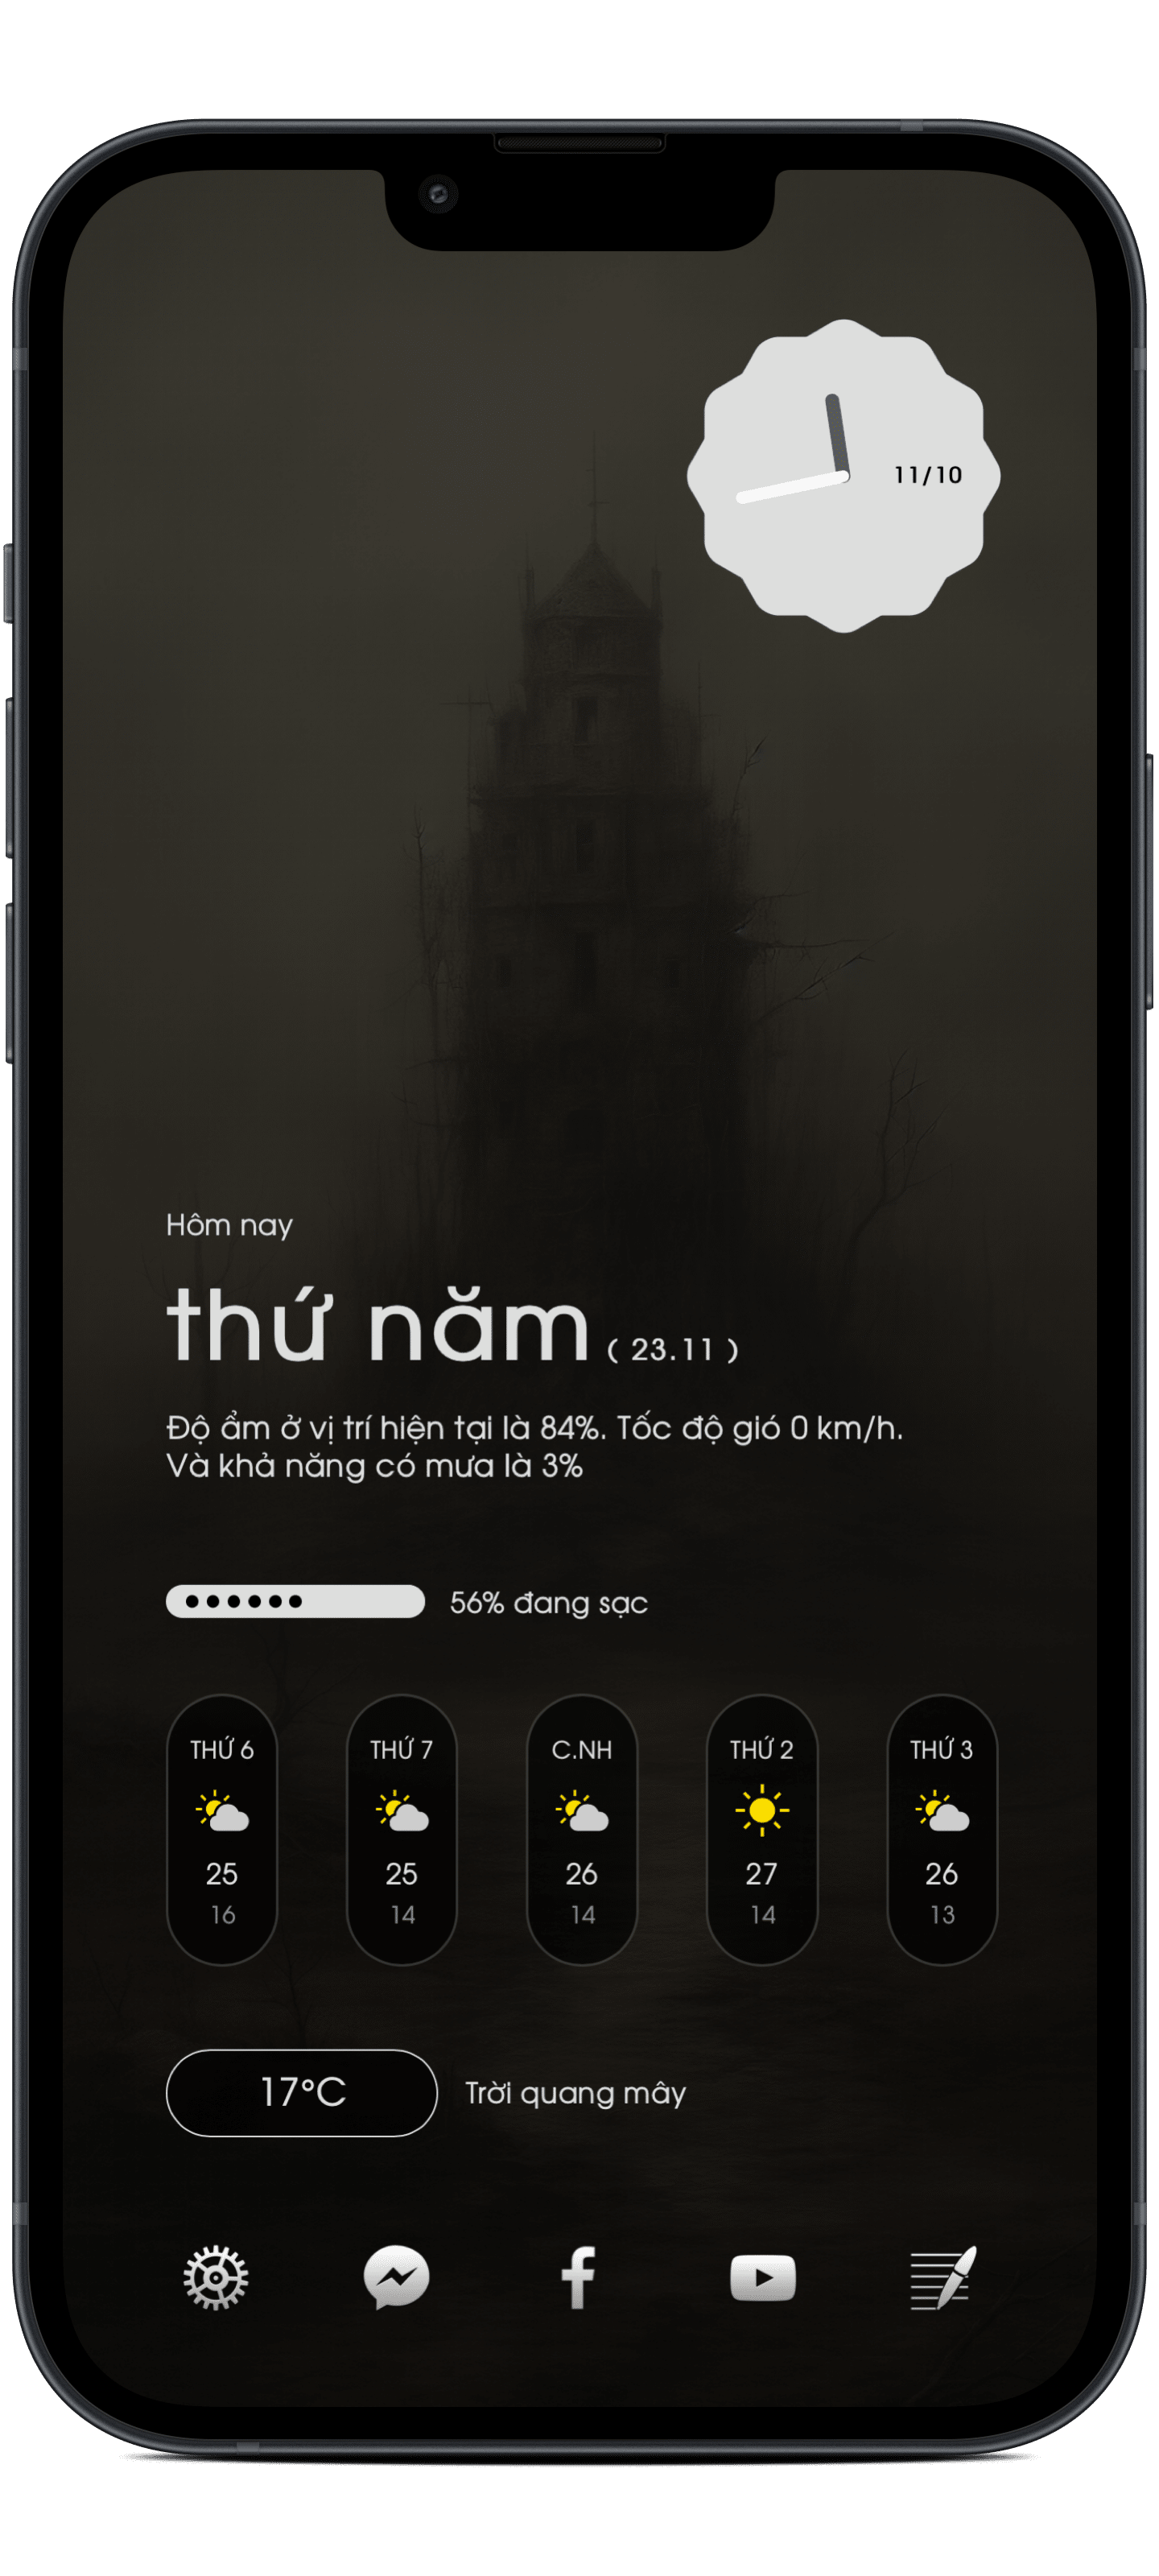 11/10
Hôm nay
thứ năm ( 23.11 )
Độ ẩm ở vị trí hiện tại là 84%. Tốc độ gió 0 km/h.
Và khả năng có mưa là 3%
56% đang sạc
THỨ 6 THỨ 7 C.NH THỨ 2 THỨ 3
25 25 26 27 26
16 14 14 14 13
17°C Trời quang mây